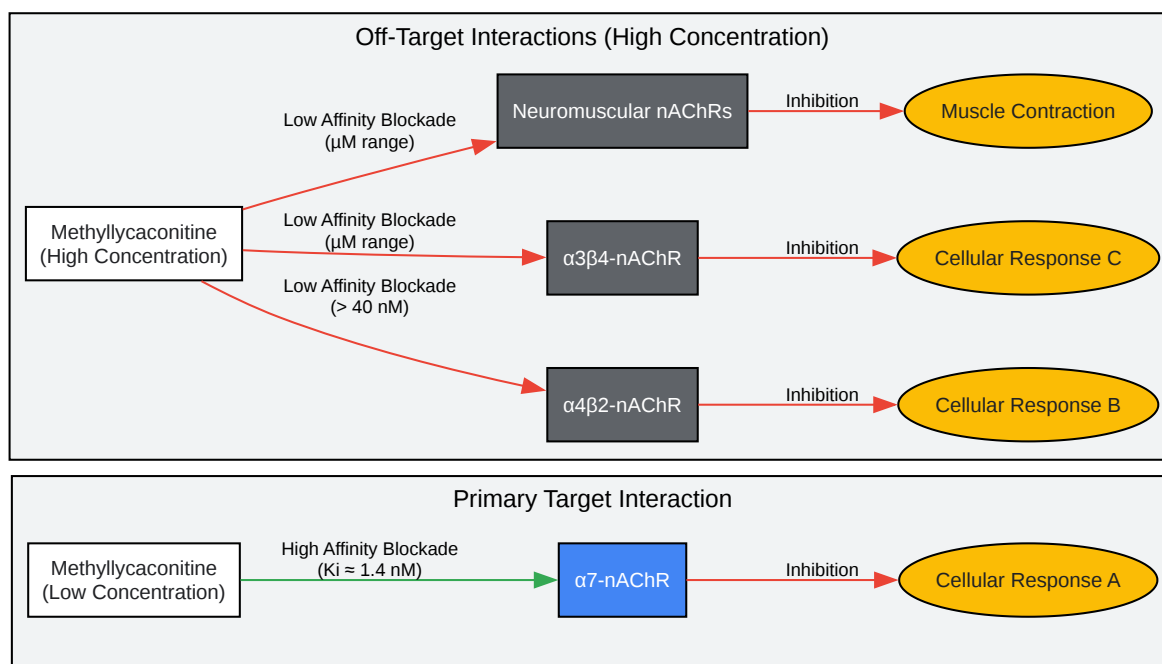 Off-Target Interactions (High Concentration)
Neuromuscular nAChRs
Inhibition
Muscle Contraction
Low Affinity Blockade
(µM range)
Methyllycaconitine
(High Concentration)
Low Affinity Blockade
(µM range)
α3β4-nAChR
Inhibition
Cellular Response C
Low Affinity Blockade
(> 40 nM)
α4β2-nAChR
Inhibition
Cellular Response B
Primary Target Interaction
Methyllycaconitine
(Low Concentration)
High Affinity Blockade
(Ki ≈ 1.4 nM)
α7-nAChR
Inhibition
Cellular Response A